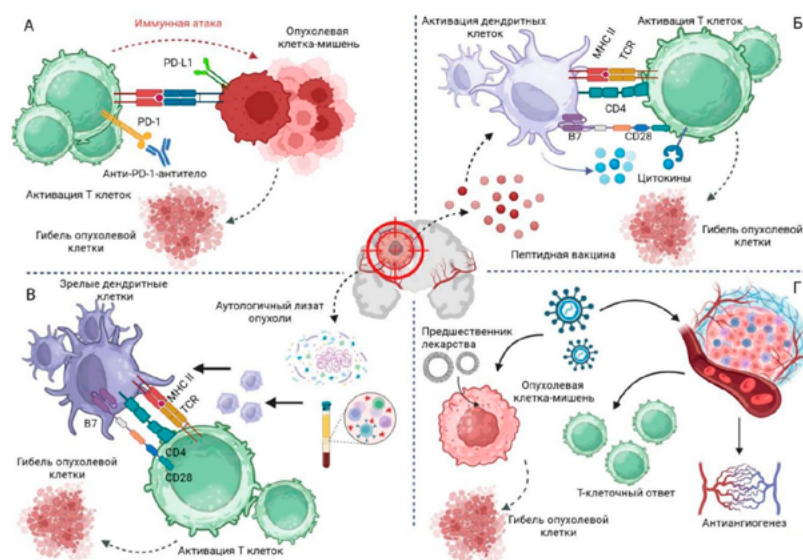 А
Иммунная атака
Опухолевая
клетка-мишень
PD-L1
PD-1
Анти-PD-1-антитело
Активация Т клеток
Гибель опухолевой
клетки
Активация дендритных
клеток
Активация Т клеток
Б
MHC II
TCR
CD4
B7
CD28
Цитокины
Пептидная вакцина
Гибель опухолевой
клетки
В
Зрелые дендритные
клетки
Аутологичный лизат
опухоли
MHC II
TCR
B7
CD4
CD28
Гибель опухолевой
клетки
Активация Т клеток
Г
Предшественник
лекарства
Опухолевая
клетка-мишень
Т-клеточный ответ
Гибель опухолевой
клетки
Антиангиогенез